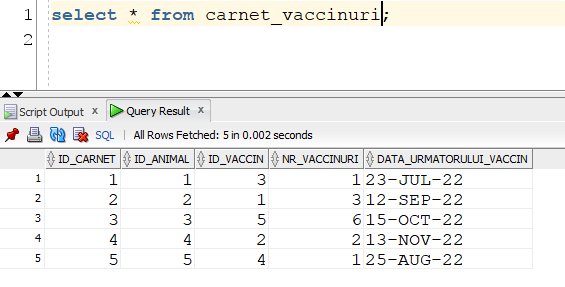 1 select * from carnet_vaccinuri;
2
Script Output x Query Result x
SQL | All Rows Fetched: 5 in 0.002 seconds
ID_CARNET ID_ANIMAL ID_VACCIN NR_VACCINURI DATA_URMATORULUI_VACCIN
1 1 1 3 1 23-JUL-22
2 2 2 1 3 12-SEP-22
3 3 3 5 6 15-OCT-22
4 4 4 2 2 13-NOV-22
5 5 5 4 1 25-AUG-22